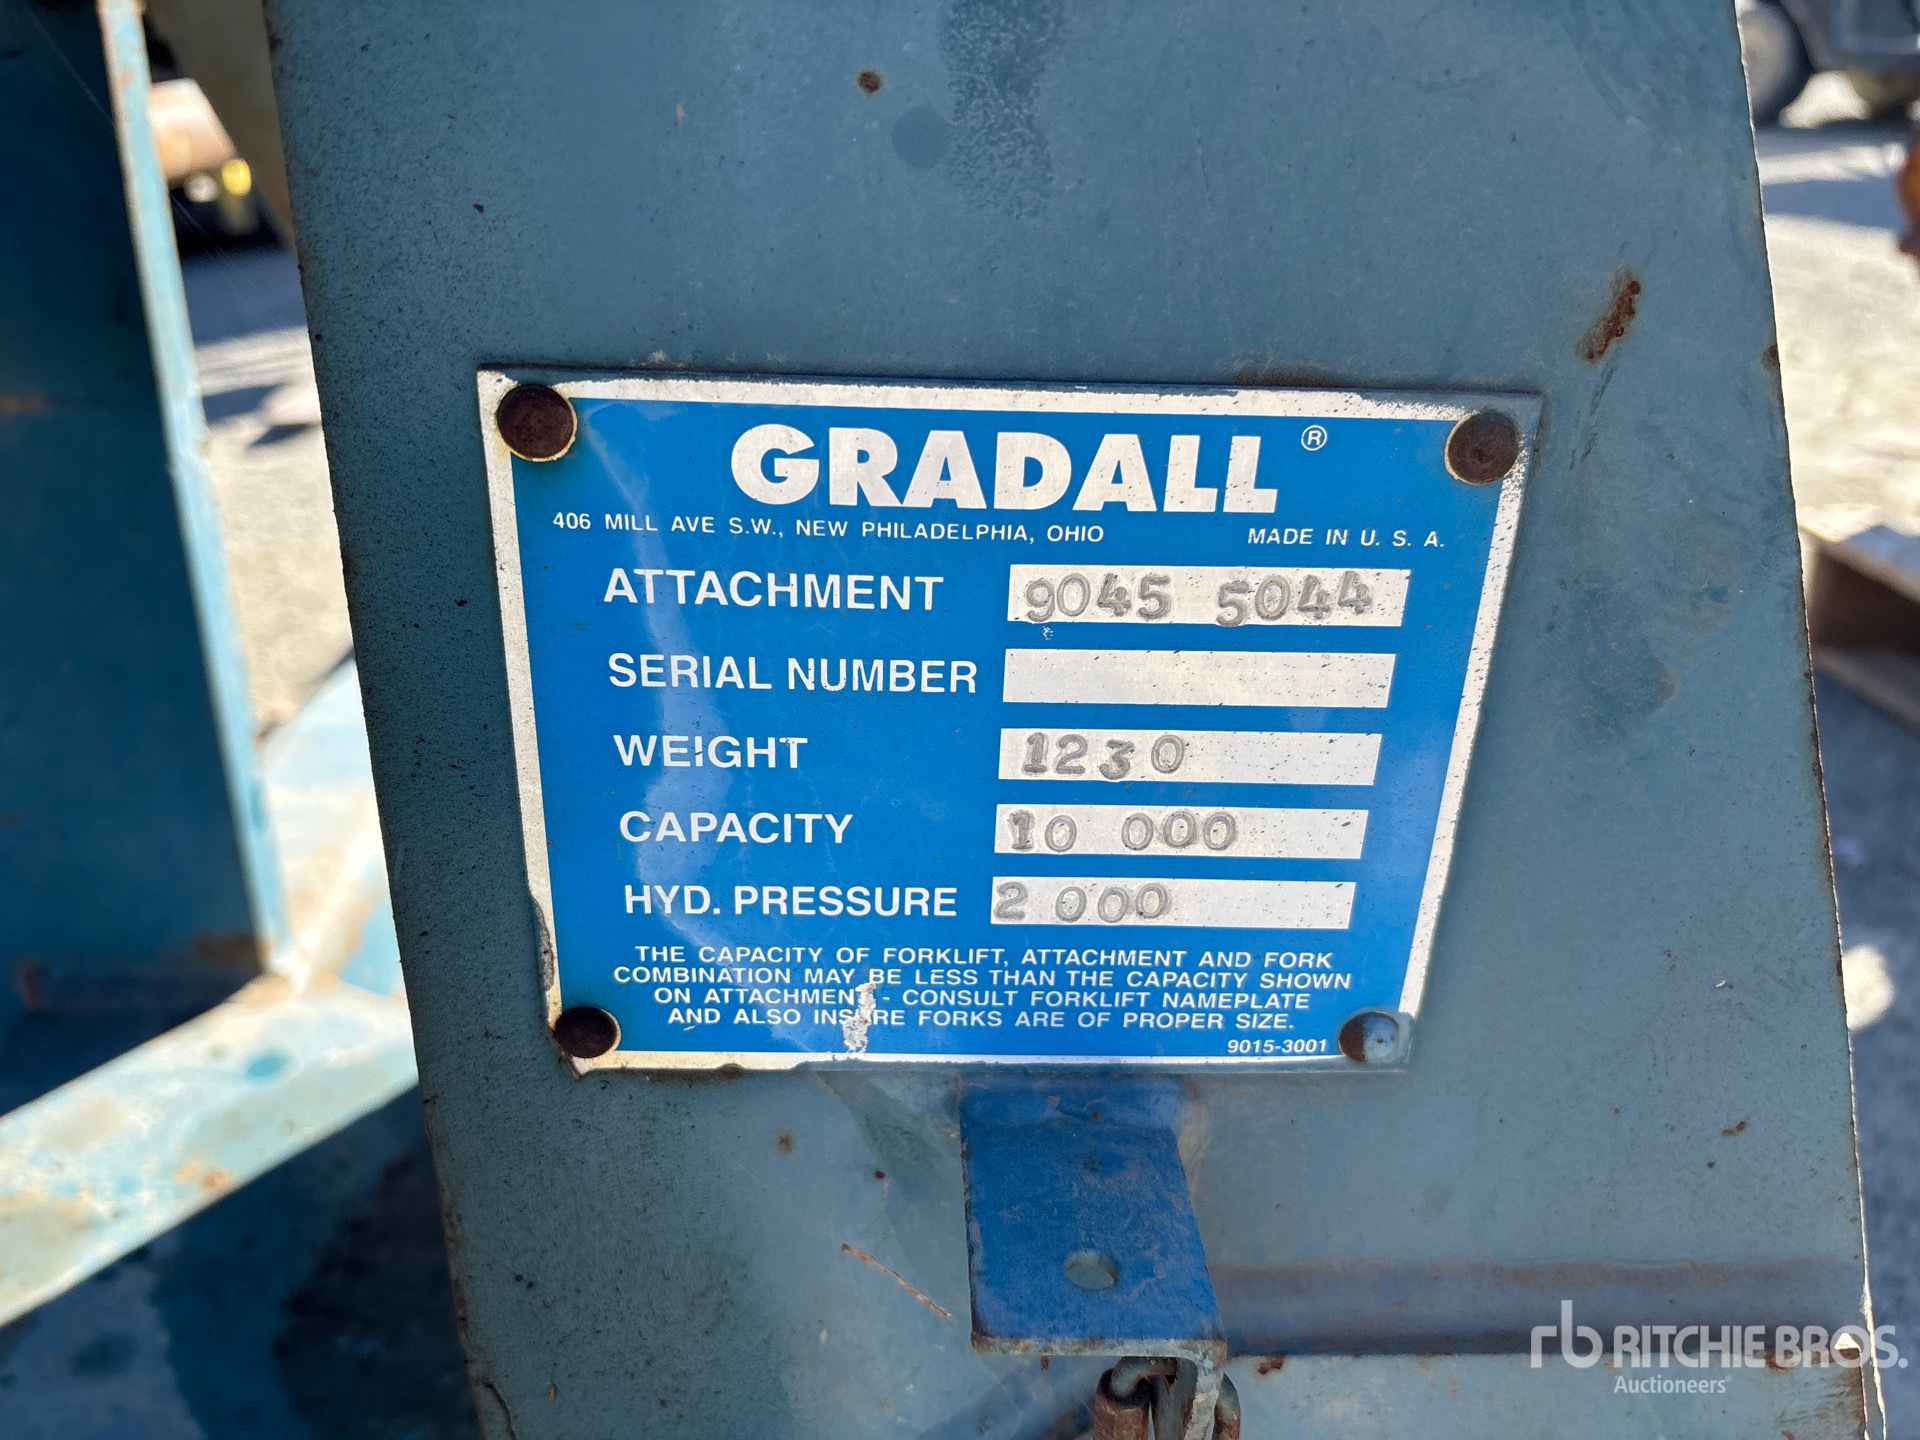 GRADALL®
406 MILL AVE S.W., NEW PHILADELPHIA, OHIO MADE IN U. S. A.
ATTACHMENT 9045 5044
SERIAL NUMBER
WEIGHT 1230
CAPACITY 10 000
HYD. PRESSURE 2 000
THE CAPACITY OF FORKLIFT, ATTACHMENT AND FORK
COMBINATION MAY BE LESS THAN THE CAPACITY SHOWN
ON ATTACHMENT - CONSULT FORKLIFT NAMEPLATE
AND ALSO INSURE FORKS ARE OF PROPER SIZE.
9015-3001
rb RITCHIE BROS.
Auctioneers